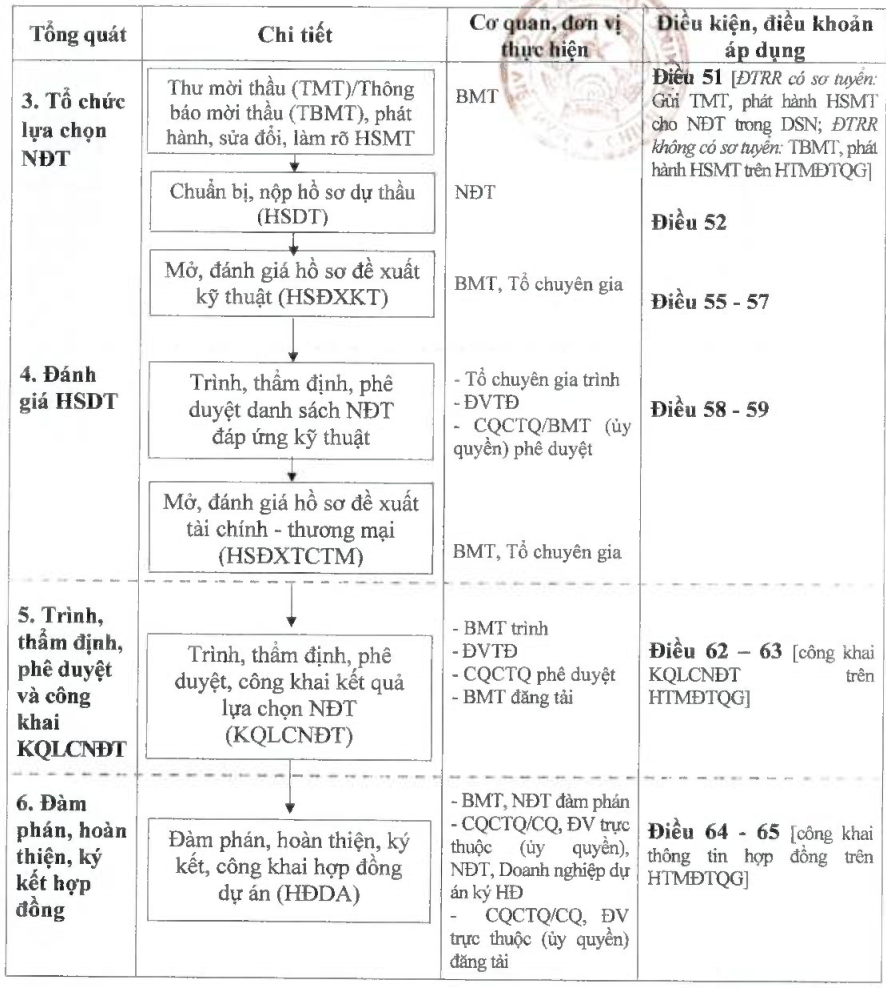 Tổng quát
Chi tiết
Cơ quan, đơn vị
thực hiện
Điều kiện, điều khoản
áp dụng
3. Tổ chức
lựa chọn
NĐT
Thư mời thầu (TMT)/Thông
báo mời thầu (TBMT), phát
hành, sửa đổi, làm rõ HSMT
BMT
Điều 51 [ĐTRR có sơ tuyển:
Gửi TMT, phát hành HSMT
cho NĐT trong DSN; ĐTRR
không có sơ tuyển: TBMT, phát
hành HSMT trên HTMĐTQG]
Chuẩn bị, nộp hồ sơ dự thầu
(HSDT)
NĐT
Điều 52
Mở, đánh giá hồ sơ đề xuất
kỹ thuật (HSĐXKT)
BMT, Tổ chuyên gia
Điều 55 - 57
4. Đánh
giá HSDT
Trình, thẩm định, phê
duyệt danh sách NĐT
đáp ứng kỹ thuật
- Tổ chuyên gia trình
- ĐVTĐ
- CQCTQ/BMT (ủy
quyền) phê duyệt
Điều 58 - 59
Mở, đánh giá hồ sơ đề xuất
tài chính - thương mại
(HSĐXTCTM)
BMT, Tổ chuyên gia
5. Trình,
thẩm định,
phê duyệt
và công
khai
KQLCNĐT
Trình, thẩm định, phê
duyệt, công khai kết quả
lựa chọn NĐT
(KQLCNĐT)
- BMT trình
- ĐVTĐ
- CQCTQ phê duyệt
- BMT đăng tải
Điều 62 – 63 [công khai
KQLCNĐT trên
HTMĐTQG]
6. Đàm
phán, hoàn
thiện, ký
kết hợp
đồng
Đàm phán, hoàn thiện, ký
kết, công khai hợp đồng
dự án (HĐDA)
- BMT, NĐT đàm phán
- CQCTQ/CQ, ĐV trực
thuộc (ủy quyền),
NĐT, Doanh nghiệp dự
án ký HĐ
- CQCTQ/CQ, ĐV
trực thuộc (ủy quyền)
đăng tải
Điều 64 - 65 [công khai
thông tin hợp đồng trên
HTMĐTQG]